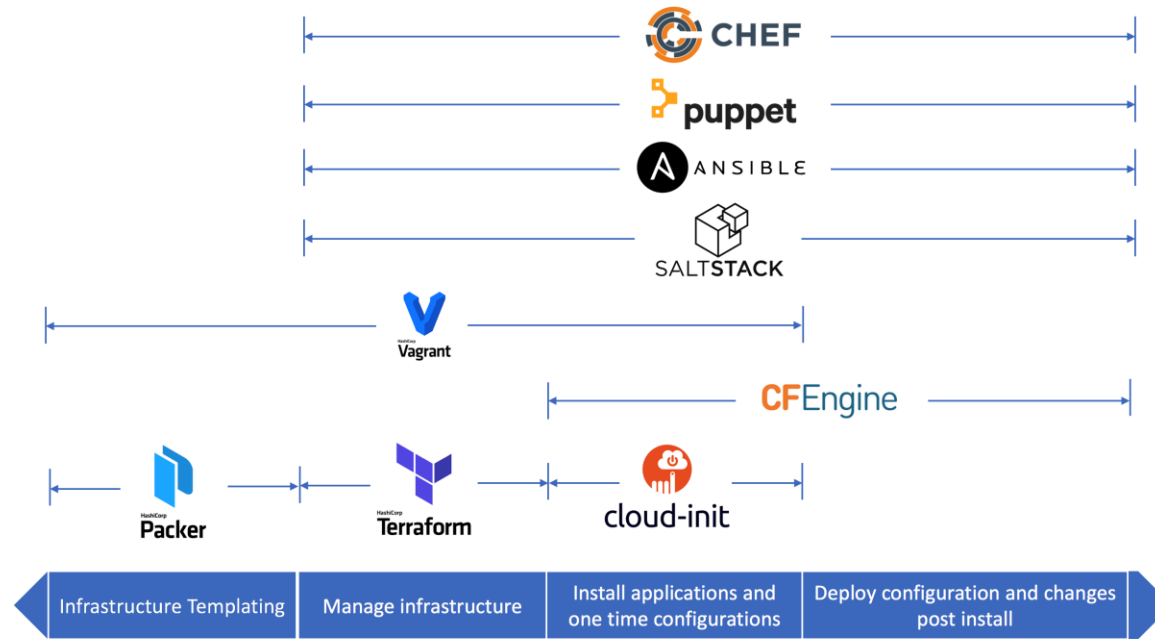 CHEF
puppet
ANSIBLE
SALTSTACK
HashiCorp
Vagrant
CFEngine
HashiCorp
Packer
HashiCorp
Terraform
cloud-init
Infrastructure Templating
Manage infrastructure
Install applications and
one time configurations
Deploy configuration and changes
post install